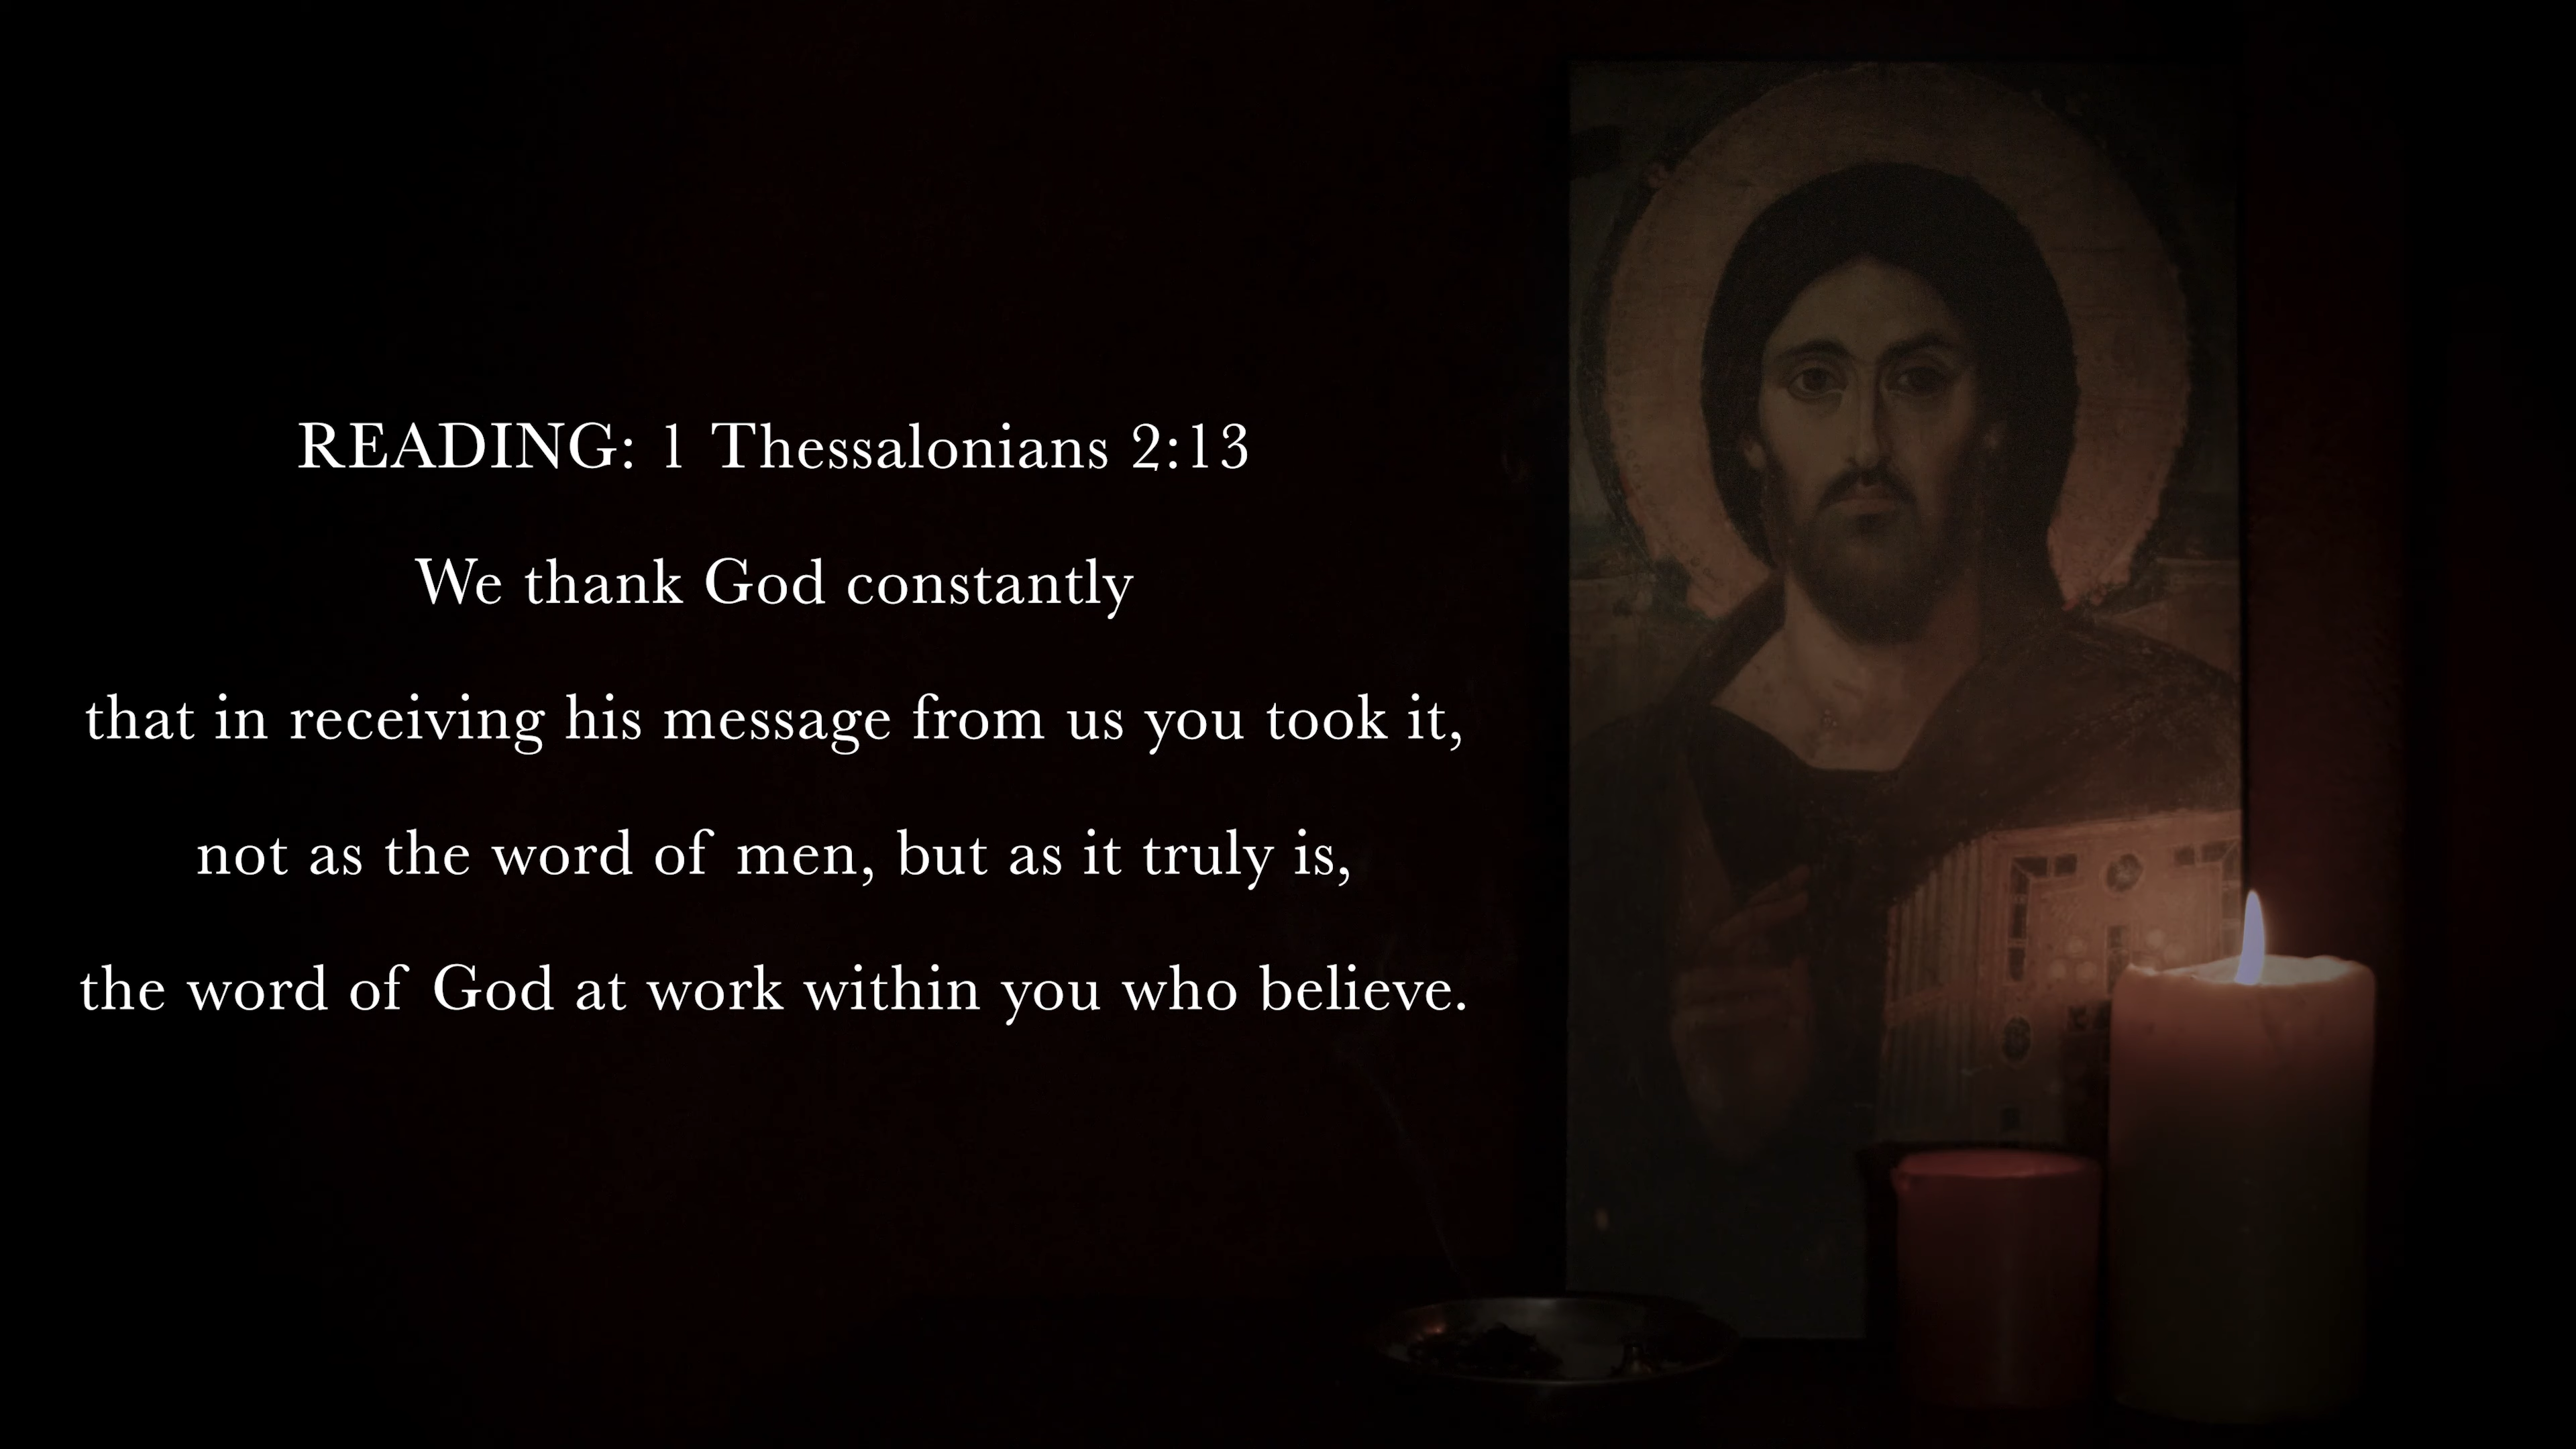 READING: 1 Thessalonians 2:13
We thank God constantly
that in receiving his message from us you took it,
not as the word of men, but as it truly is,
the word of God at work within you who believe.